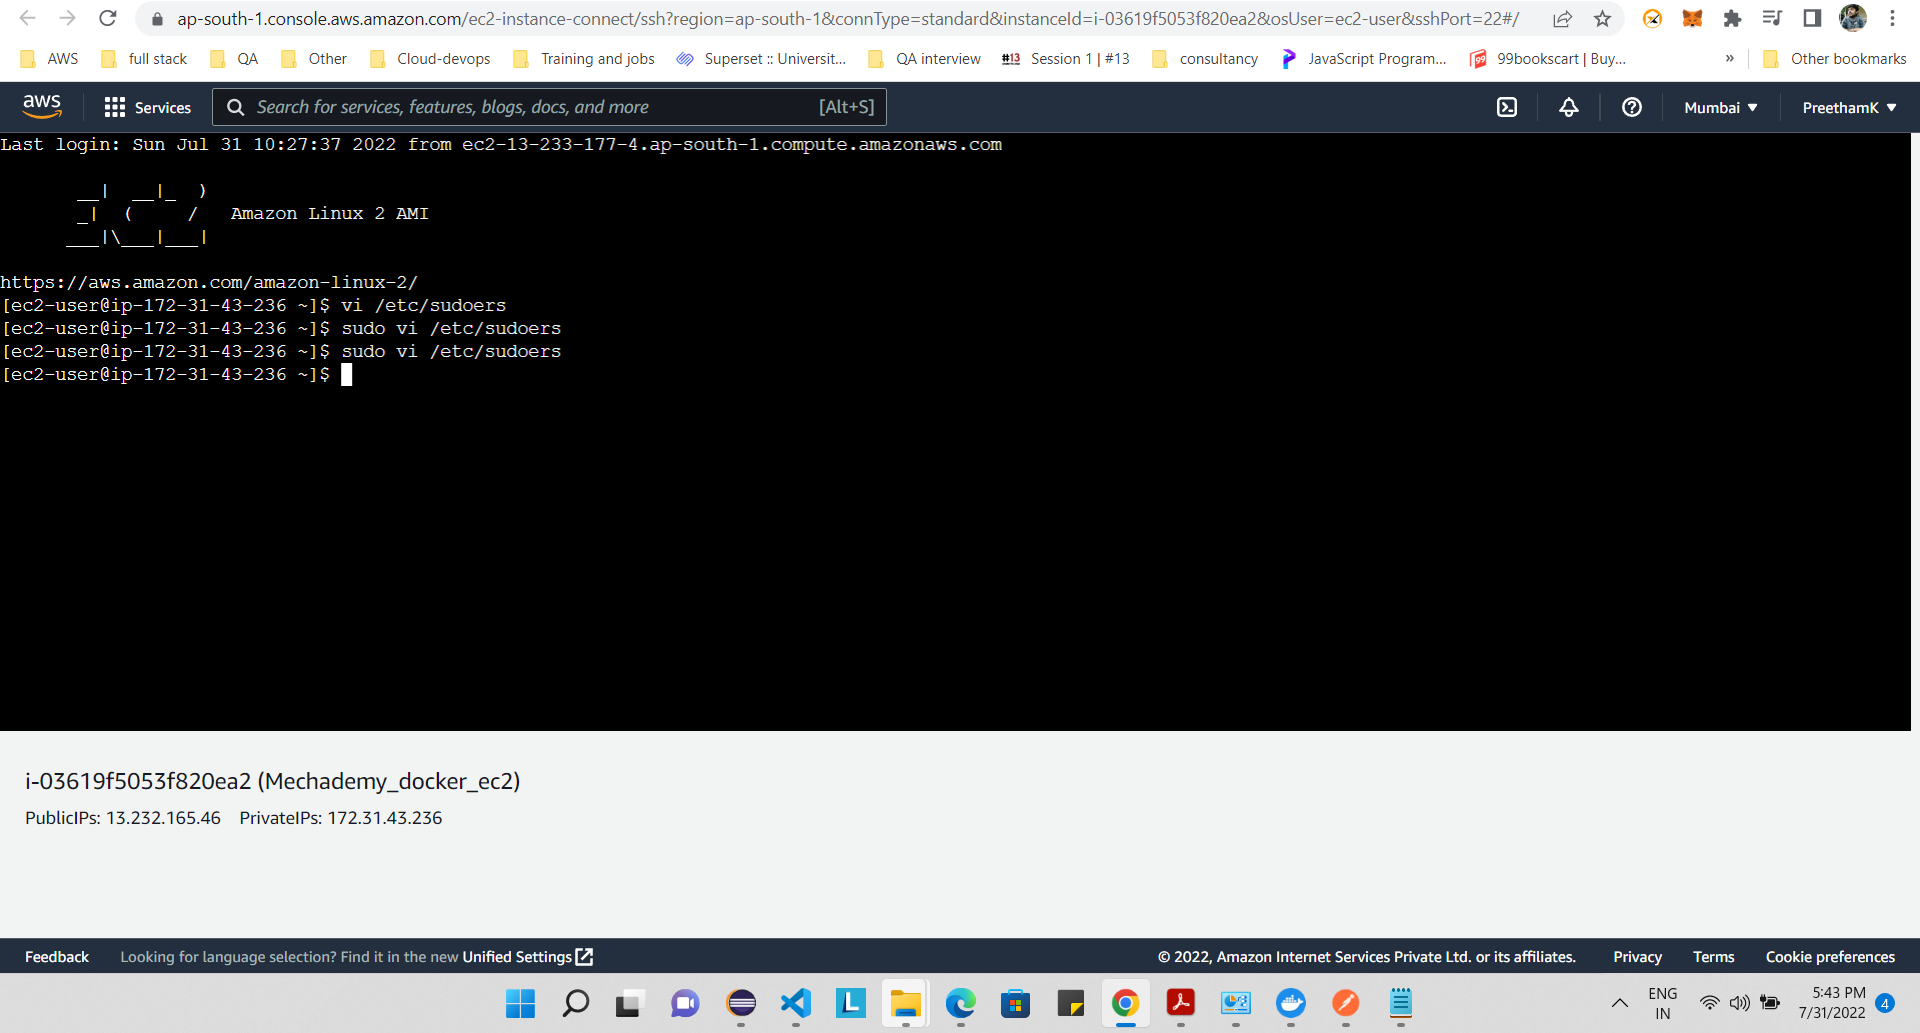 ap-south-1.console.aws.amazon.com/ec2-instance-connect/ssh?region=ap-south-1&connType=standard&instanceId=i-03619f5053f820ea2&osUser=ec2-user&sshPort=22#/
AWS full stack QA Other Cloud-devops Training and jobs Superset :: Universit... QA interview #13 Session 1 | #13 consultancy JavaScript Program... 99 99bookscart | Buy... » Other bookmarks
aws Services Search for services, features, blogs, docs, and more [Alt+S] Mumbai PreethamK
Last login: Sun Jul 31 10:27:37 2022 from ec2-13-233-177-4.ap-south-1.compute.amazonaws.com
__|  __|_  )
_|  (     /   Amazon Linux 2 AMI
___|\___|___|
https://aws.amazon.com/amazon-linux-2/
[ec2-user@ip-172-31-43-236 ~]$ vi /etc/sudoers
[ec2-user@ip-172-31-43-236 ~]$ sudo vi /etc/sudoers
[ec2-user@ip-172-31-43-236 ~]$ sudo vi /etc/sudoers
[ec2-user@ip-172-31-43-236 ~]$
i-03619f5053f820ea2 (Mechademy_docker_ec2)
PublicIPs: 13.232.165.46 PrivateIPs: 172.31.43.236
Feedback Looking for language selection? Find it in the new Unified Settings © 2022, Amazon Internet Services Private Ltd. or its affiliates. Privacy Terms Cookie preferences
L ENG 5:43 PM 4
IN 7/31/2022